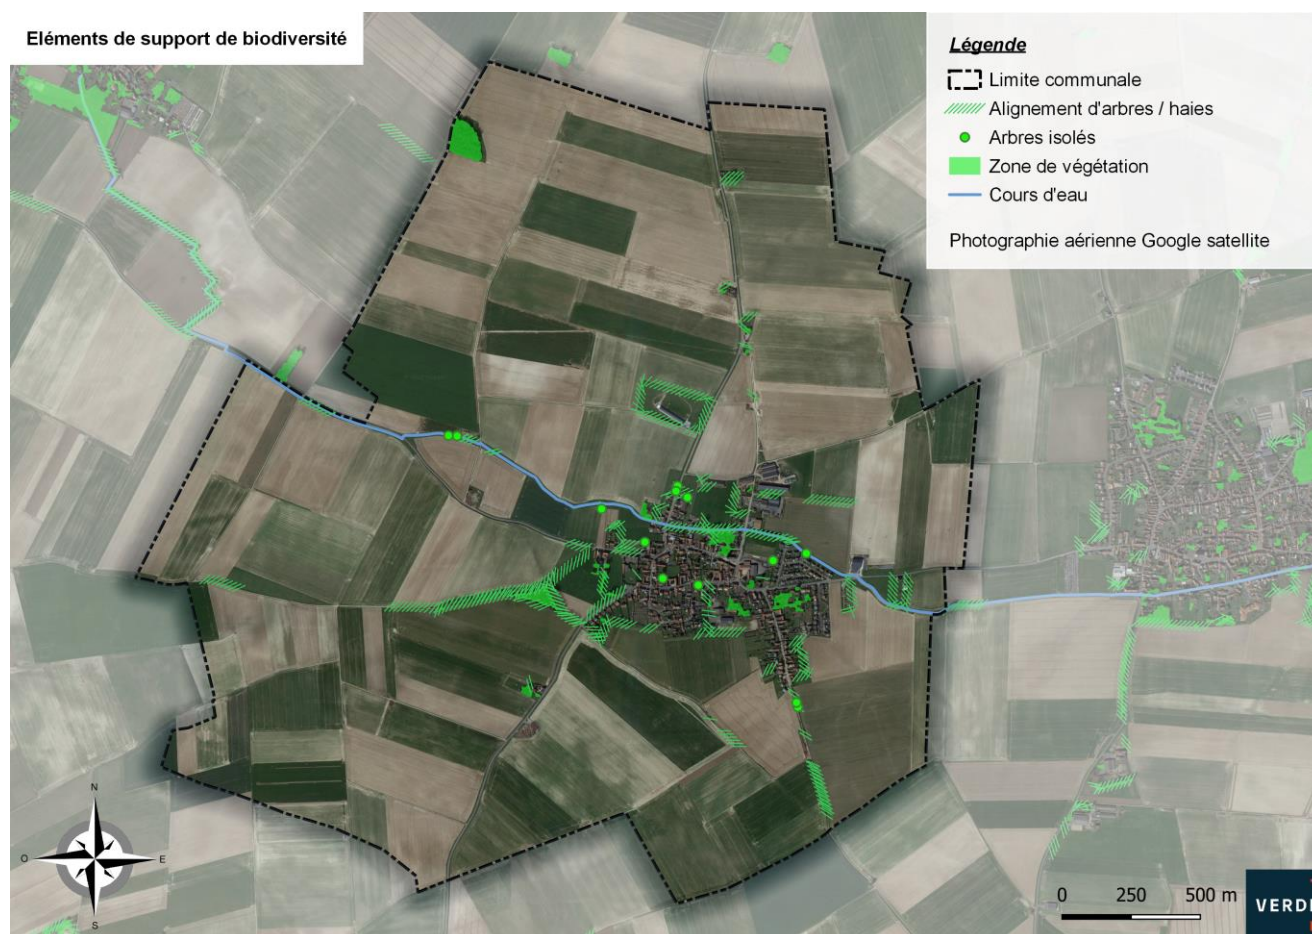 Eléments de support de biodiversité
Légende
Limite communale
Alignement d'arbres / haies
Arbres isolés
Zone de végétation
Cours d'eau
Photographie aérienne Google satellite
N
O
E
S
0 250 500 m
VERDI